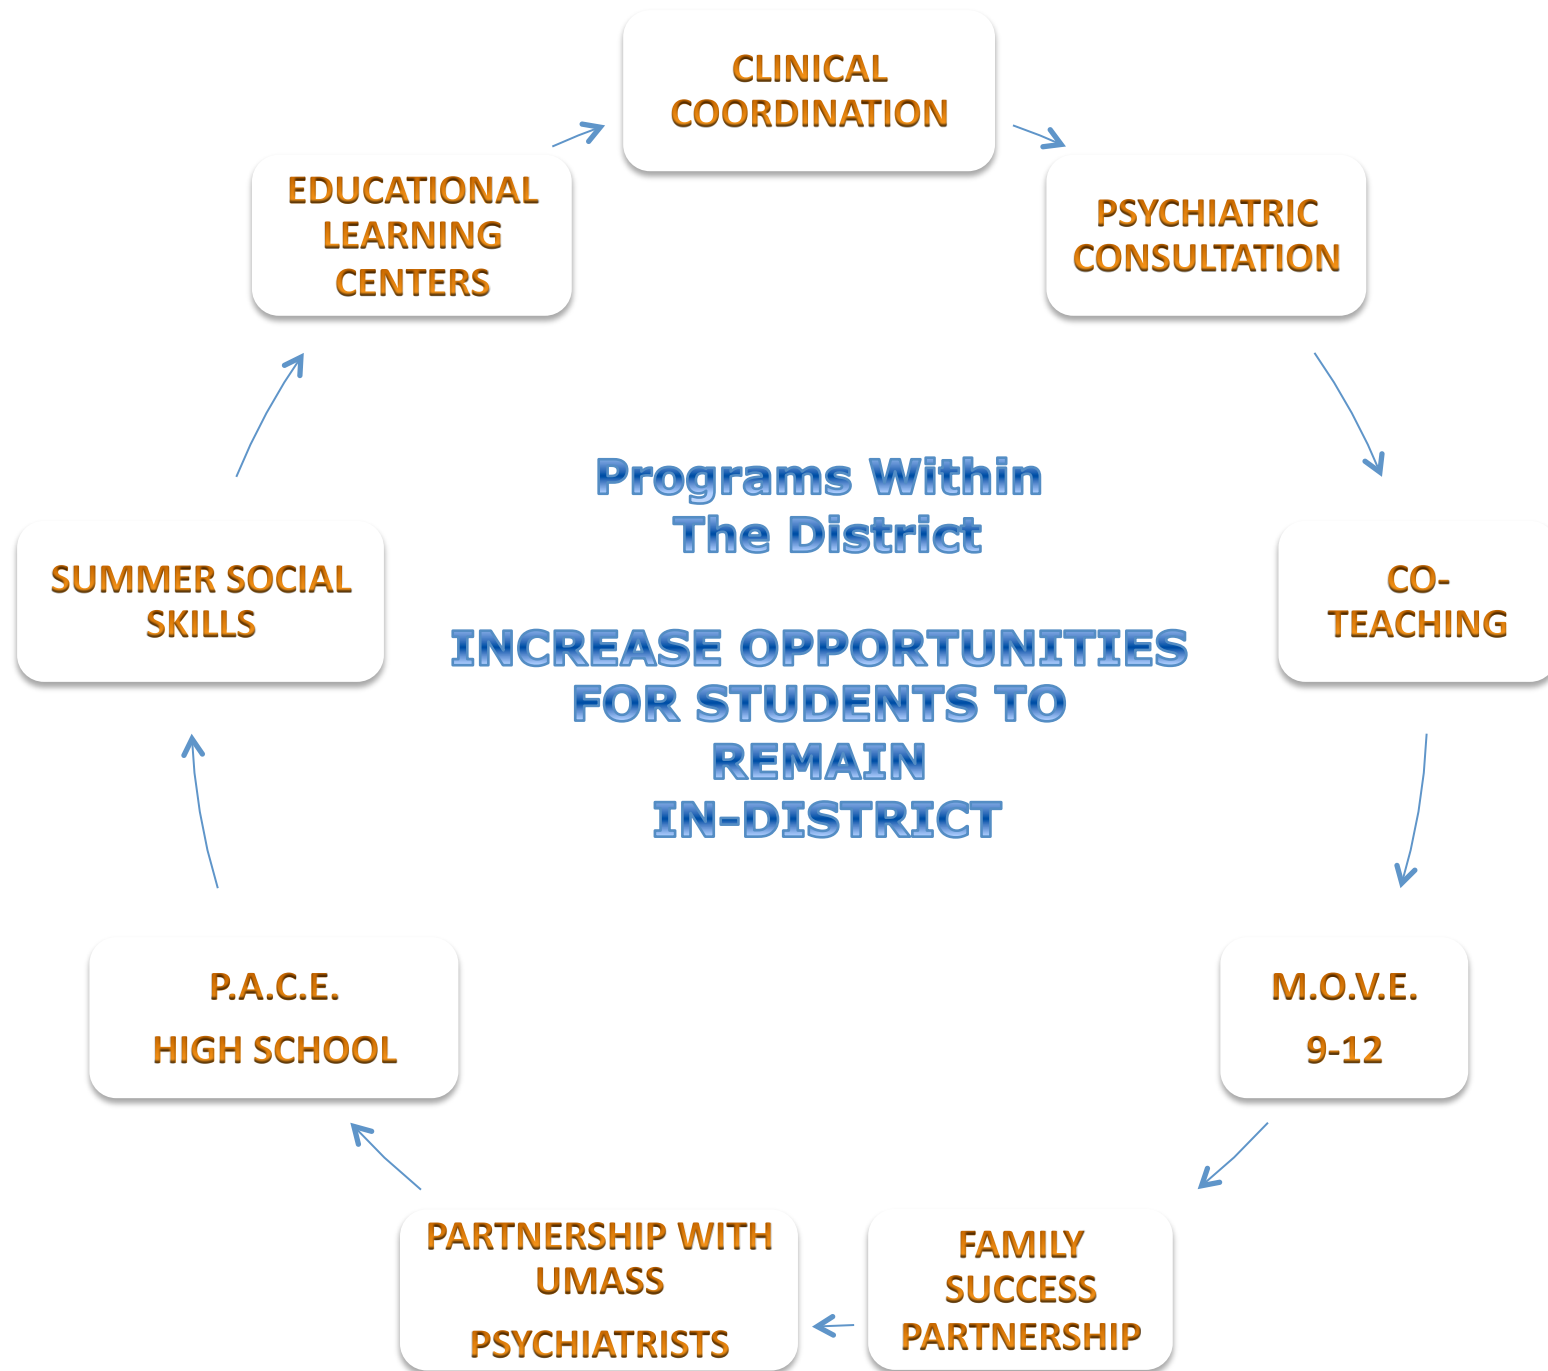 CLINICAL
COORDINATION
PSYCHIATRIC
CONSULTATION
CO-
TEACHING
M.O.V.E.
9-12
FAMILY
SUCCESS
PARTNERSHIP
PARTNERSHIP WITH
UMASS
PSYCHIATRISTS
P.A.C.E.
HIGH SCHOOL
SUMMER SOCIAL
SKILLS
EDUCATIONAL
LEARNING
CENTERS
Programs Within
The District
INCREASE OPPORTUNITIES
FOR STUDENTS TO
REMAIN
IN-DISTRICT